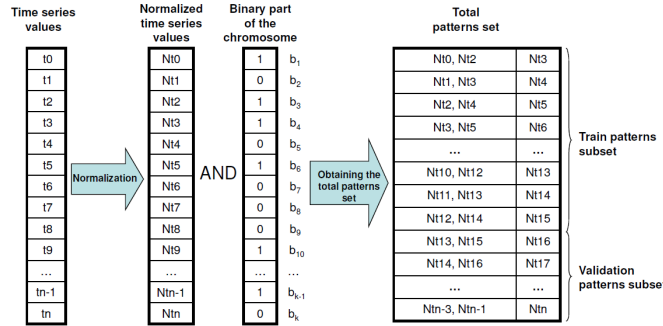 Time series values
Normalized time series values
Binary part of the chromosome
Total patterns set
t0 Nt0 1 b1 Nt0, Nt2 Nt3
t1 Nt1 0 b2 Nt1, Nt3 Nt4
t2 Nt2 1 b3 Nt2, Nt4 Nt5
t3 Nt3 1 b4 Nt3, Nt5 Nt6
t4 Nt4 0 b5 ... ...
t5 Nt5 1 b6 Nt10, Nt12 Nt13
t6 Nt6 0 b7 Nt11, Nt13 Nt14
t7 Nt7 0 b8 Nt12, Nt14 Nt15
t8 Nt8 0 b9 Nt13, Nt15 Nt16
t9 Nt9 1 b10 Nt14, Nt16 Nt17
... ... ... ... ... ...
tn-1 Ntn-1 1 bk-1 Ntn-3, Ntn-1 Ntn
tn Ntn 0 bk
Normalization
AND
Obtaining the total patterns set
Train patterns subset
Validation patterns subset